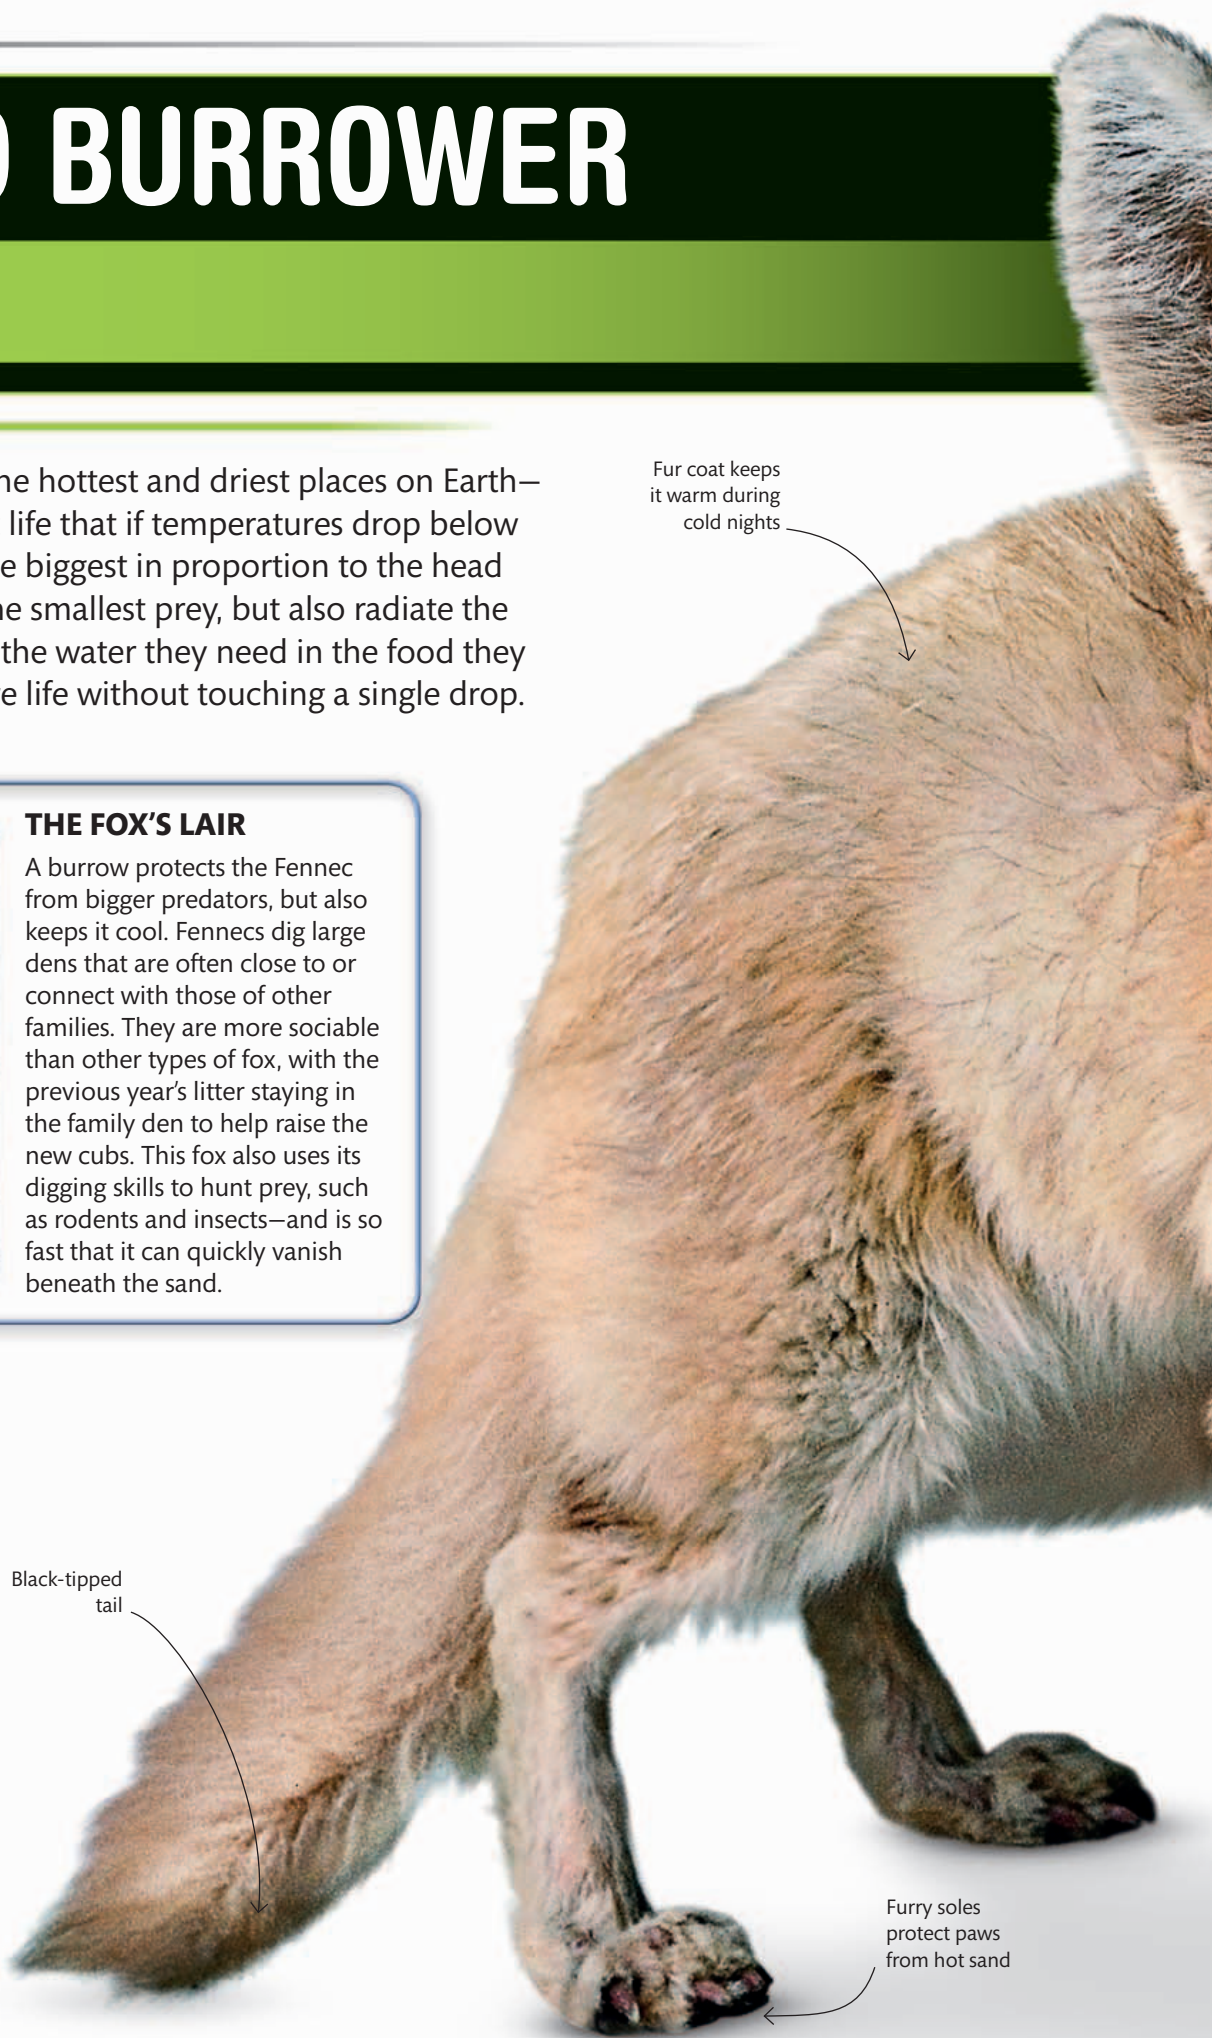 BURROWER
hottest and driest places on Earth—
life that if temperatures drop below
biggest in proportion to the head
smallest prey, but also radiate the
the water they need in the food they
life without touching a single drop.
Fur coat keeps
it warm during
cold nights
THE FOX'S LAIR
A burrow protects the Fennec
from bigger predators, but also
keeps it cool. Fennecs dig large
dens that are often close to or
connect with those of other
families. They are more sociable
than other types of fox, with the
previous year's litter staying in
the family den to help raise the
new cubs. This fox also uses its
digging skills to hunt prey, such
as rodents and insects—and is so
fast that it can quickly vanish
beneath the sand.
Black-tipped
tail
Furry soles
protect paws
from hot sand